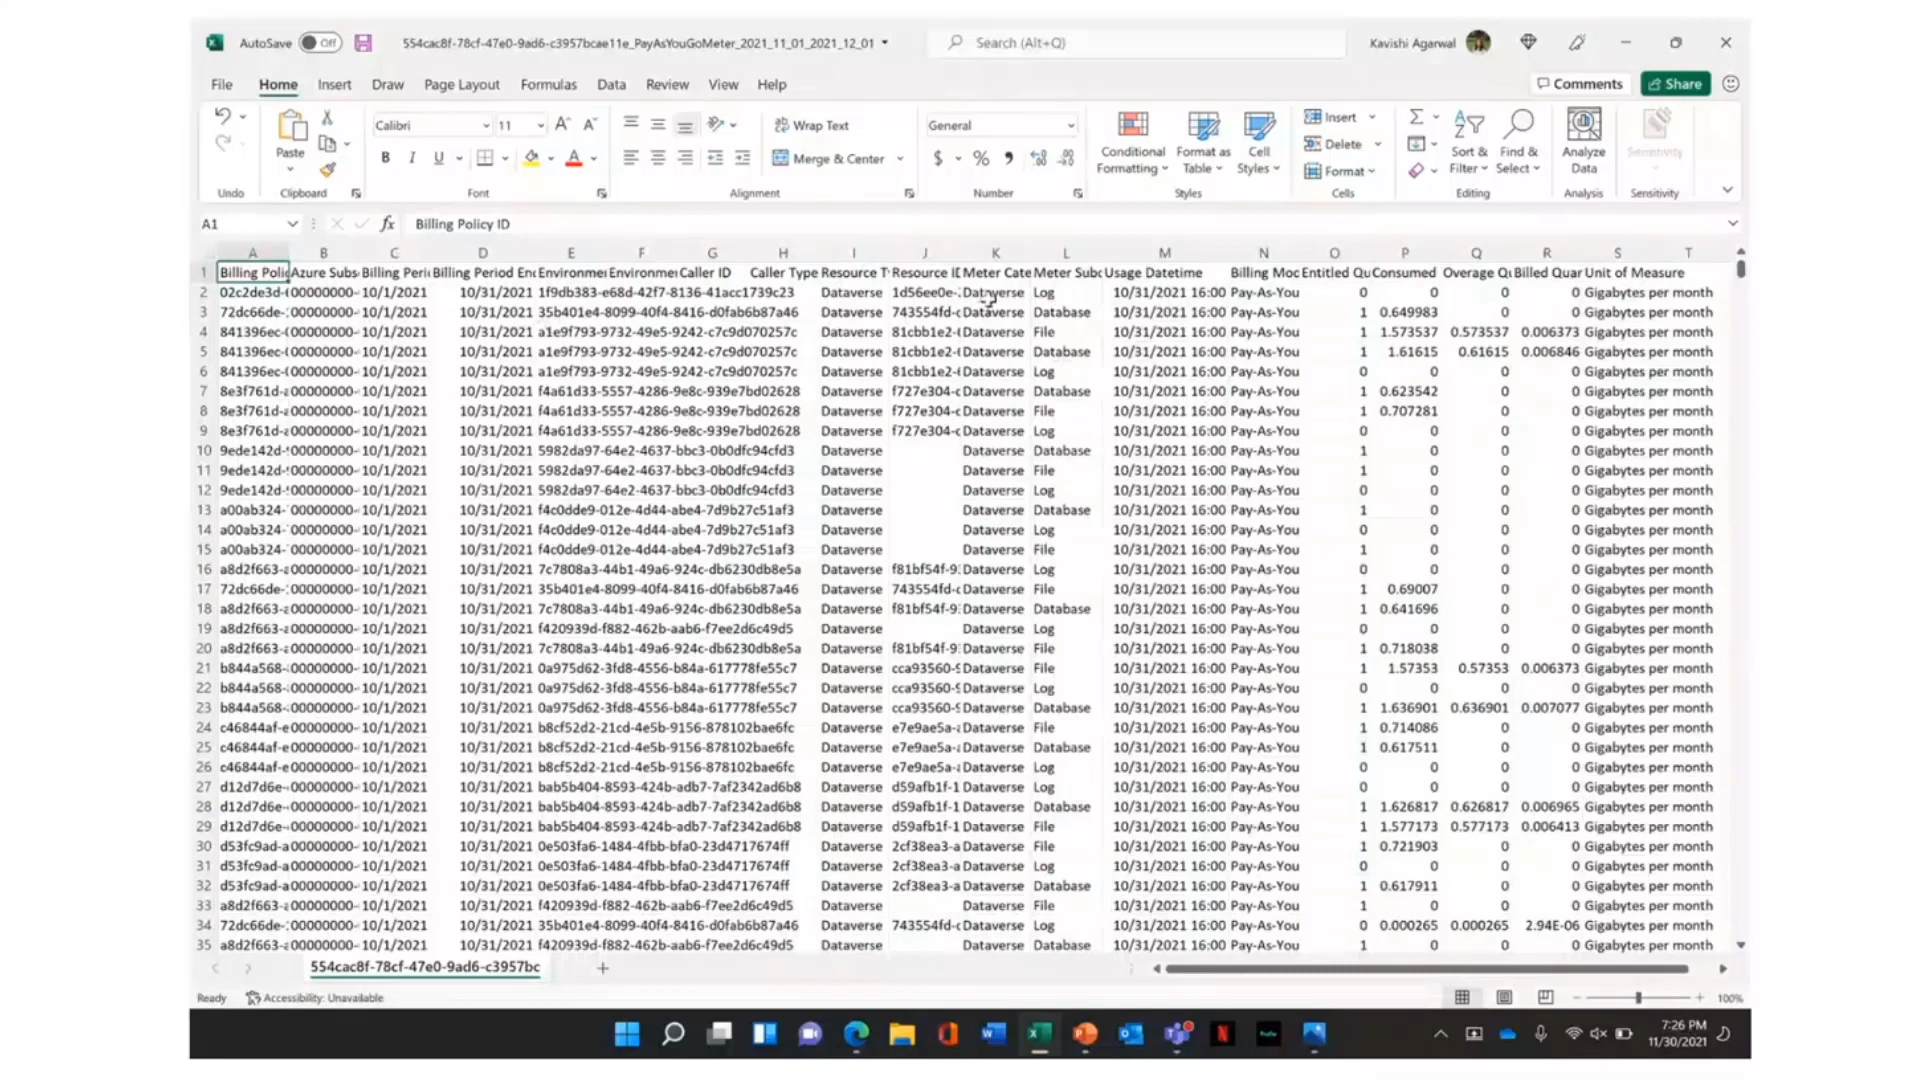 AutoSave Off 554cac8f-78cf-47e0-9ad6-c3957bcae11e_PayAsYouGoMeter_2021_11_01_2021_12_01 Search (Alt+Q) Kavishi Agarwal
File Home Insert Draw Page Layout Formulas Data Review View Help Comments Share
Calibri 11 Wrap Text General Insert
Paste B I U Merge & Center $ % Conditional Formatting Format as Table Cell Styles Delete Format Sort & Filter Find & Select Analyze Data Sensitivity
Undo Clipboard Font Alignment Number Styles Cells Editing Analysis Sensitivity
A1 fx Billing Policy ID
A B C D E F G H I J K L M N O P Q R S T
1 Billing Polic Azure Subs Billing Peri Billing Period En Environme Environme Caller ID Caller Type Resource T Resource ID Meter Cate Meter Subc Usage Datetime Billing Moc Entitled Qu Consumed Overage Qu Billed Quar Unit of Measure
2 02c2de3d- 00000000- 10/1/2021 10/31/2021 1f9db383-e68d-42f7-8136-41acc1739c23 Dataverse 1d56ee0e- Dataverse Log 10/31/2021 16:00 Pay-As-You 0 0 0 0 Gigabytes per month
3 72dc66de- 00000000- 10/1/2021 10/31/2021 35b401e4-8099-40f4-8416-d0fab6b87a46 Dataverse 743554fd-c Dataverse Database 10/31/2021 16:00 Pay-As-You 1 0.649983 0 0 Gigabytes per month
4 841396ec- 00000000- 10/1/2021 10/31/2021 a1e9f793-9732-49e5-9242-c7c9d070257c Dataverse 81cbb1e2- Dataverse File 10/31/2021 16:00 Pay-As-You 1 1.573537 0.573537 0.006373 Gigabytes per month
5 841396ec- 00000000- 10/1/2021 10/31/2021 a1e9f793-9732-49e5-9242-c7c9d070257c Dataverse 81cbb1e2- Dataverse Database 10/31/2021 16:00 Pay-As-You 1 1.61615 0.61615 0.006846 Gigabytes per month
6 841396ec- 00000000- 10/1/2021 10/31/2021 a1e9f793-9732-49e5-9242-c7c9d070257c Dataverse 81cbb1e2- Dataverse Log 10/31/2021 16:00 Pay-As-You 0 0 0 0 Gigabytes per month
7 8e3f761d-a 00000000- 10/1/2021 10/31/2021 f4a61d33-5557-4286-9e8c-939e7bd02628 Dataverse f727e304-c Dataverse Database 10/31/2021 16:00 Pay-As-You 1 0.623542 0 0 Gigabytes per month
8 8e3f761d-a 00000000- 10/1/2021 10/31/2021 f4a61d33-5557-4286-9e8c-939e7bd02628 Dataverse f727e304-c Dataverse File 10/31/2021 16:00 Pay-As-You 1 0.707281 0 0 Gigabytes per month
9 8e3f761d-a 00000000- 10/1/2021 10/31/2021 f4a61d33-5557-4286-9e8c-939e7bd02628 Dataverse f727e304-c Dataverse Log 10/31/2021 16:00 Pay-As-You 0 0 0 0 Gigabytes per month
10 9ede142d- 00000000- 10/1/2021 10/31/2021 5982da97-64e2-4637-bbc3-0b0dfc94cfd3 Dataverse Dataverse Database 10/31/2021 16:00 Pay-As-You 1 0 0 0 Gigabytes per month
11 9ede142d- 00000000- 10/1/2021 10/31/2021 5982da97-64e2-4637-bbc3-0b0dfc94cfd3 Dataverse Dataverse File 10/31/2021 16:00 Pay-As-You 1 0 0 0 Gigabytes per month
12 9ede142d- 00000000- 10/1/2021 10/31/2021 5982da97-64e2-4637-bbc3-0b0dfc94cfd3 Dataverse Dataverse Log 10/31/2021 16:00 Pay-As-You 0 0 0 0 Gigabytes per month
13 a00ab324- 00000000- 10/1/2021 10/31/2021 f4c0dde9-012e-4d44-abe4-7d9b27c51af3 Dataverse Dataverse Database 10/31/2021 16:00 Pay-As-You 1 0 0 0 Gigabytes per month
14 a00ab324- 00000000- 10/1/2021 10/31/2021 f4c0dde9-012e-4d44-abe4-7d9b27c51af3 Dataverse Dataverse Log 10/31/2021 16:00 Pay-As-You 0 0 0 0 Gigabytes per month
15 a00ab324- 00000000- 10/1/2021 10/31/2021 f4c0dde9-012e-4d44-abe4-7d9b27c51af3 Dataverse Dataverse File 10/31/2021 16:00 Pay-As-You 1 0 0 0 Gigabytes per month
16 a8d2f663-a 00000000- 10/1/2021 10/31/2021 7c7808a3-44b1-49a6-924c-db6230db8e5a Dataverse f81bf54f-9 Dataverse Log 10/31/2021 16:00 Pay-As-You 0 0 0 0 Gigabytes per month
17 72dc66de- 00000000- 10/1/2021 10/31/2021 35b401e4-8099-40f4-8416-d0fab6b87a46 Dataverse 743554fd-c Dataverse File 10/31/2021 16:00 Pay-As-You 1 0.69007 0 0 Gigabytes per month
18 a8d2f663-a 00000000- 10/1/2021 10/31/2021 7c7808a3-44b1-49a6-924c-db6230db8e5a Dataverse f81bf54f-9 Dataverse Database 10/31/2021 16:00 Pay-As-You 1 0.641696 0 0 Gigabytes per month
19 a8d2f663-a 00000000- 10/1/2021 10/31/2021 f420939d-f882-462b-aab6-f7ee2d6c49d5 Dataverse Dataverse Log 10/31/2021 16:00 Pay-As-You 0 0 0 0 Gigabytes per month
20 a8d2f663-a 00000000- 10/1/2021 10/31/2021 7c7808a3-44b1-49a6-924c-db6230db8e5a Dataverse f81bf54f-9 Dataverse File 10/31/2021 16:00 Pay-As-You 1 0.718038 0 0 Gigabytes per month
21 b844a568- 00000000- 10/1/2021 10/31/2021 0a975d62-3fd8-4556-b84a-617778fe55c7 Dataverse cca93560-9 Dataverse File 10/31/2021 16:00 Pay-As-You 1 1.57353 0.57353 0.006373 Gigabytes per month
22 b844a568- 00000000- 10/1/2021 10/31/2021 0a975d62-3fd8-4556-b84a-617778fe55c7 Dataverse cca93560-9 Dataverse Log 10/31/2021 16:00 Pay-As-You 0 0 0 0 Gigabytes per month
23 b844a568- 00000000- 10/1/2021 10/31/2021 0a975d62-3fd8-4556-b84a-617778fe55c7 Dataverse cca93560-9 Dataverse Database 10/31/2021 16:00 Pay-As-You 1 1.636901 0.636901 0.007077 Gigabytes per month
24 c46844af-e 00000000- 10/1/2021 10/31/2021 b8cf52d2-21cd-4e5b-9156-878102bae6fc Dataverse e7e9ae5a-a Dataverse File 10/31/2021 16:00 Pay-As-You 1 0.714086 0 0 Gigabytes per month
25 c46844af-e 00000000- 10/1/2021 10/31/2021 b8cf52d2-21cd-4e5b-9156-878102bae6fc Dataverse e7e9ae5a-a Dataverse Database 10/31/2021 16:00 Pay-As-You 1 0.617511 0 0 Gigabytes per month
26 c46844af-e 00000000- 10/1/2021 10/31/2021 b8cf52d2-21cd-4e5b-9156-878102bae6fc Dataverse e7e9ae5a-a Dataverse Log 10/31/2021 16:00 Pay-As-You 0 0 0 0 Gigabytes per month
27 d12d7d6e- 00000000- 10/1/2021 10/31/2021 bab5b404-8593-424b-adb7-7af2342ad6b8 Dataverse d59afb1f-1 Dataverse Log 10/31/2021 16:00 Pay-As-You 0 0 0 0 Gigabytes per month
28 d12d7d6e- 00000000- 10/1/2021 10/31/2021 bab5b404-8593-424b-adb7-7af2342ad6b8 Dataverse d59afb1f-1 Dataverse Database 10/31/2021 16:00 Pay-As-You 1 1.626817 0.626817 0.006965 Gigabytes per month
29 d12d7d6e- 00000000- 10/1/2021 10/31/2021 bab5b404-8593-424b-adb7-7af2342ad6b8 Dataverse d59afb1f-1 Dataverse File 10/31/2021 16:00 Pay-As-You 1 1.577173 0.577173 0.006413 Gigabytes per month
30 d53fc9ad-a 00000000- 10/1/2021 10/31/2021 0e503fa6-1484-4fbb-bfa0-23d4717674ff Dataverse 2cf38ea3-a Dataverse File 10/31/2021 16:00 Pay-As-You 1 0.721903 0 0 Gigabytes per month
31 d53fc9ad-a 00000000- 10/1/2021 10/31/2021 0e503fa6-1484-4fbb-bfa0-23d4717674ff Dataverse 2cf38ea3-a Dataverse Log 10/31/2021 16:00 Pay-As-You 0 0 0 0 Gigabytes per month
32 d53fc9ad-a 00000000- 10/1/2021 10/31/2021 0e503fa6-1484-4fbb-bfa0-23d4717674ff Dataverse 2cf38ea3-a Dataverse Database 10/31/2021 16:00 Pay-As-You 1 0.617911 0 0 Gigabytes per month
33 a8d2f663-a 00000000- 10/1/2021 10/31/2021 f420939d-f882-462b-aab6-f7ee2d6c49d5 Dataverse Dataverse File 10/31/2021 16:00 Pay-As-You 1 0 0 0 Gigabytes per month
34 72dc66de- 00000000- 10/1/2021 10/31/2021 35b401e4-8099-40f4-8416-d0fab6b87a46 Dataverse 743554fd-c Dataverse Log 10/31/2021 16:00 Pay-As-You 0 0.000265 0.000265 2.94E-06 Gigabytes per month
35 a8d2f663-a 00000000- 10/1/2021 10/31/2021 f420939d-f882-462b-aab6-f7ee2d6c49d5 Dataverse Dataverse Database 10/31/2021 16:00 Pay-As-You 1 0 0 0 Gigabytes per month
554cac8f-78cf-47e0-9ad6-c3957bc
Ready Accessibility: Unavailable 100%
7:26 PM
11/30/2021